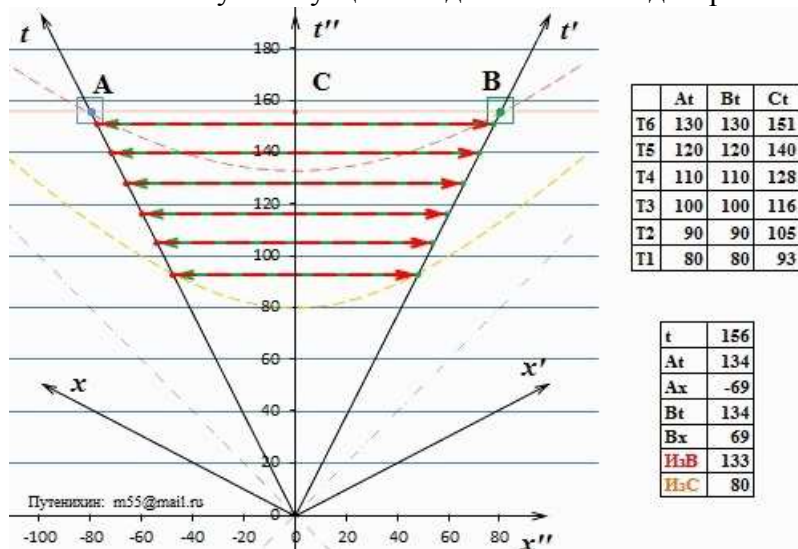 t
t''
t'
180
A
C
B
160
140
120
100
80
60
40
20
0
x
x'
Путенихин: m55@mail.ru
-100 -80 -60 -40 -20 0 20 40 60 80
x''
At Bt Ct
T6 130 130 151
T5 120 120 140
T4 110 110 128
T3 100 100 116
T2 90 90 105
T1 80 80 93
t 156
At 134
Ax -69
Bt 134
Bx 69
ИзВ 133
ИзС 80